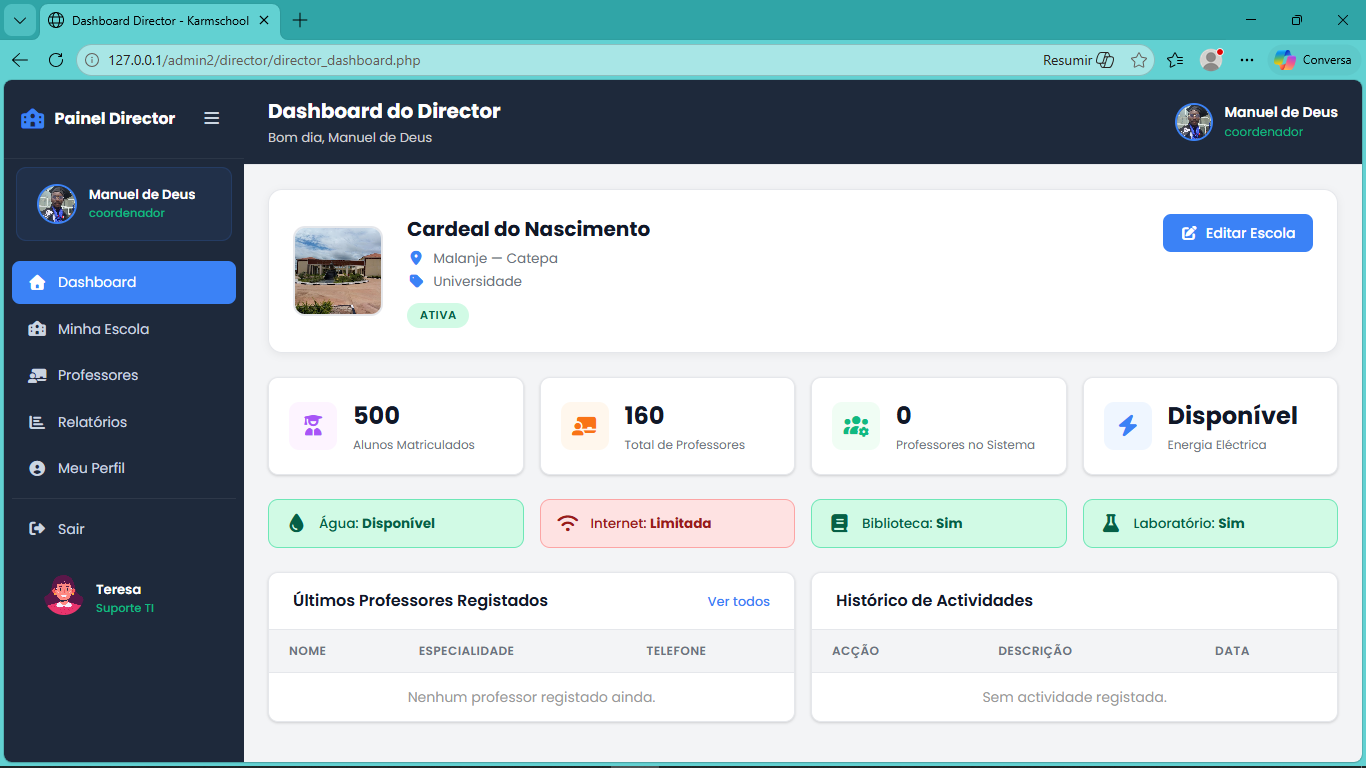 Dashboard Director - Karmschool
127.0.0.1/admin2/director/director_dashboard.php
Resumir
Conversa
Painel Director
Dashboard do Director
Bom dia, Manuel de Deus
Manuel de Deus
coordenador
Manuel de Deus
coordenador
Dashboard
Minha Escola
Professores
Relatórios
Meu Perfil
Sair
Teresa
Suporte TI
Cardeal do Nascimento
Malanje — Catepa
Universidade
ATIVA
Editar Escola
500
Alunos Matriculados
160
Total de Professores
0
Professores no Sistema
Disponível
Energia Eléctrica
Água: Disponível
Internet: Limitada
Biblioteca: Sim
Laboratório: Sim
Últimos Professores Registados
Ver todos
NOME ESPECIALIDADE TELEFONE
Nenhum professor registado ainda.
Histórico de Actividades
ACÇÃO DESCRIÇÃO DATA
Sem actividade registada.